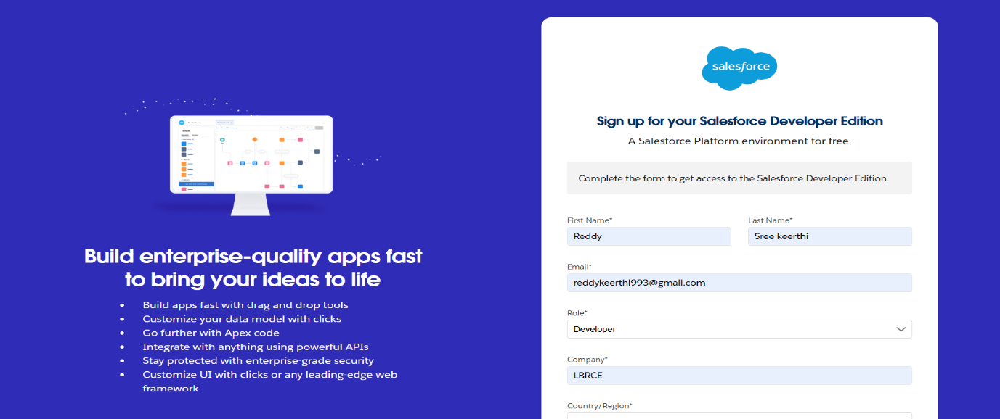 Build enterprise-quality apps fast
to bring your ideas to life
• Build apps fast with drag and drop tools
• Customize your data model with clicks
• Go further with Apex code
• Integrate with anything using powerful APIs
• Stay protected with enterprise-grade security
• Customize UI with clicks or any leading-edge web
framework
salesforce
Sign up for your Salesforce Developer Edition
A Salesforce Platform environment for free.
Complete the form to get access to the Salesforce Developer Edition.
First Name* Last Name*
Reddy Sree keerthi
Email*
reddykeerthi993@gmail.com
Role*
Developer
Company*
LBRCE
Country/Region*